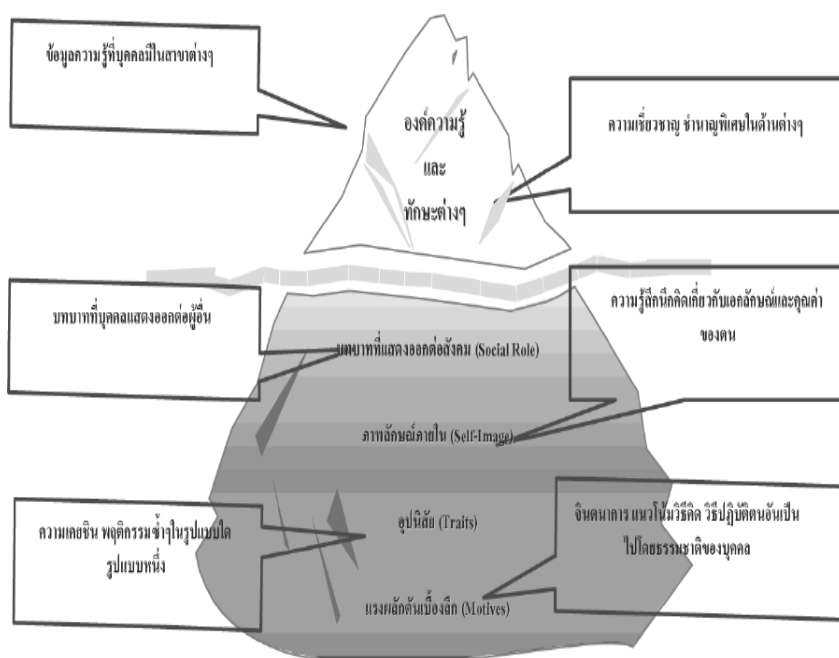 ข้อมูลความรู้ที่บุคคลมีในสาขาต่างๆ
องค์ความรู้
และ
ทักษะต่างๆ
ความเชี่ยวชาญ ชำนาญพิเศษในด้านต่างๆ
บทบาทที่บุคคลแสดงออกต่อผู้อื่น
บทบาทที่แสดงออกต่อสังคม (Social Role)
ความรู้สึกนึกคิดเกี่ยวกับเอกลักษณ์และคุณค่า
ของตน
ภาพลักษณ์ภายใน (Self-Image)
ความเคยชิน พฤติกรรมซ้ำๆในรูปแบบใด
รูปแบบหนึ่ง
อุปนิสัย (Traits)
จินตนาการ แนวโน้มวิธีคิด วิธีปฏิบัติตนอันเป็น
ไปโดยธรรมชาติของบุคคล
แรงผลักดันเบื้องลึก (Motives)